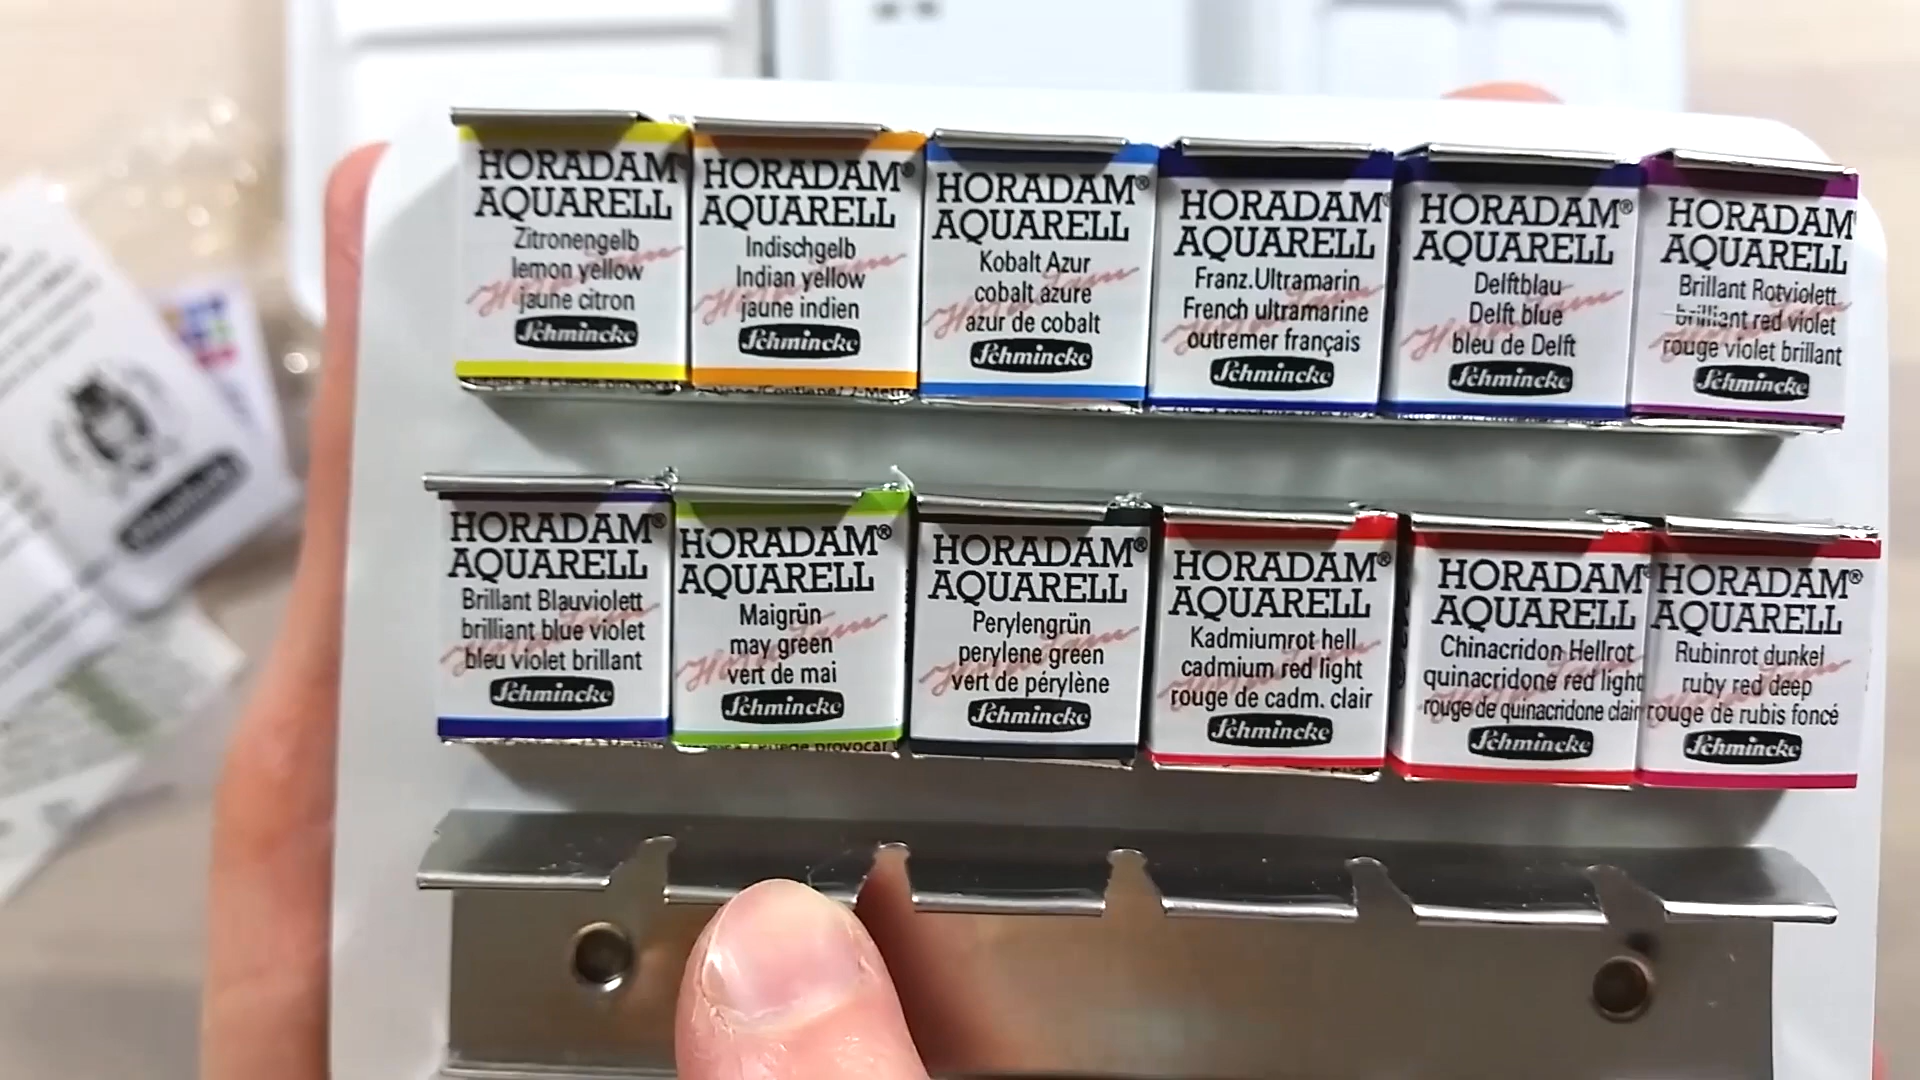 HORADAM
AQUARELL
Zitronengelb
lemon yellow
jaune citron
Schmincke
HORADAM®
AQUARELL
Indischgelb
Indian yellow
jaune indien
Schmincke
HORADAM®
AQUARELL
Kobalt Azur
cobalt azure
azur de cobalt
Schmincke
HORADAM®
AQUARELL
Franz.Ultramarin
French ultramarine
outremer français
Schmincke
HORADAM®
AQUARELL
Delftblau
Delft blue
bleu de Delft
Schmincke
HORADAM
AQUARELL
Brillant Rotviolett
brilliant red violet
rouge violet brillant
Schmincke
HORADAM®
AQUARELL
Brillant Blauviolett
brilliant blue violet
bleu violet brillant
Schmincke
HORADAM®
AQUARELL
Maigrün
may green
vert de mai
Schmincke
puede provocar
HORADAM®
AQUARELL
Perylengrün
perylene green
vert de pérylène
Schmincke
HORADAM®
AQUARELL
Kadmiumrot hell
cadmium red light
rouge de cadm. clair
Schmincke
HORADAM®
AQUARELL
Chinacridon Hellrot
quinacridone red light
rouge de quinacridone clair
Schmincke
HORADAM®
AQUARELL
Rubinrot dunkel
ruby red deep
rouge de rubis foncé
Schmincke